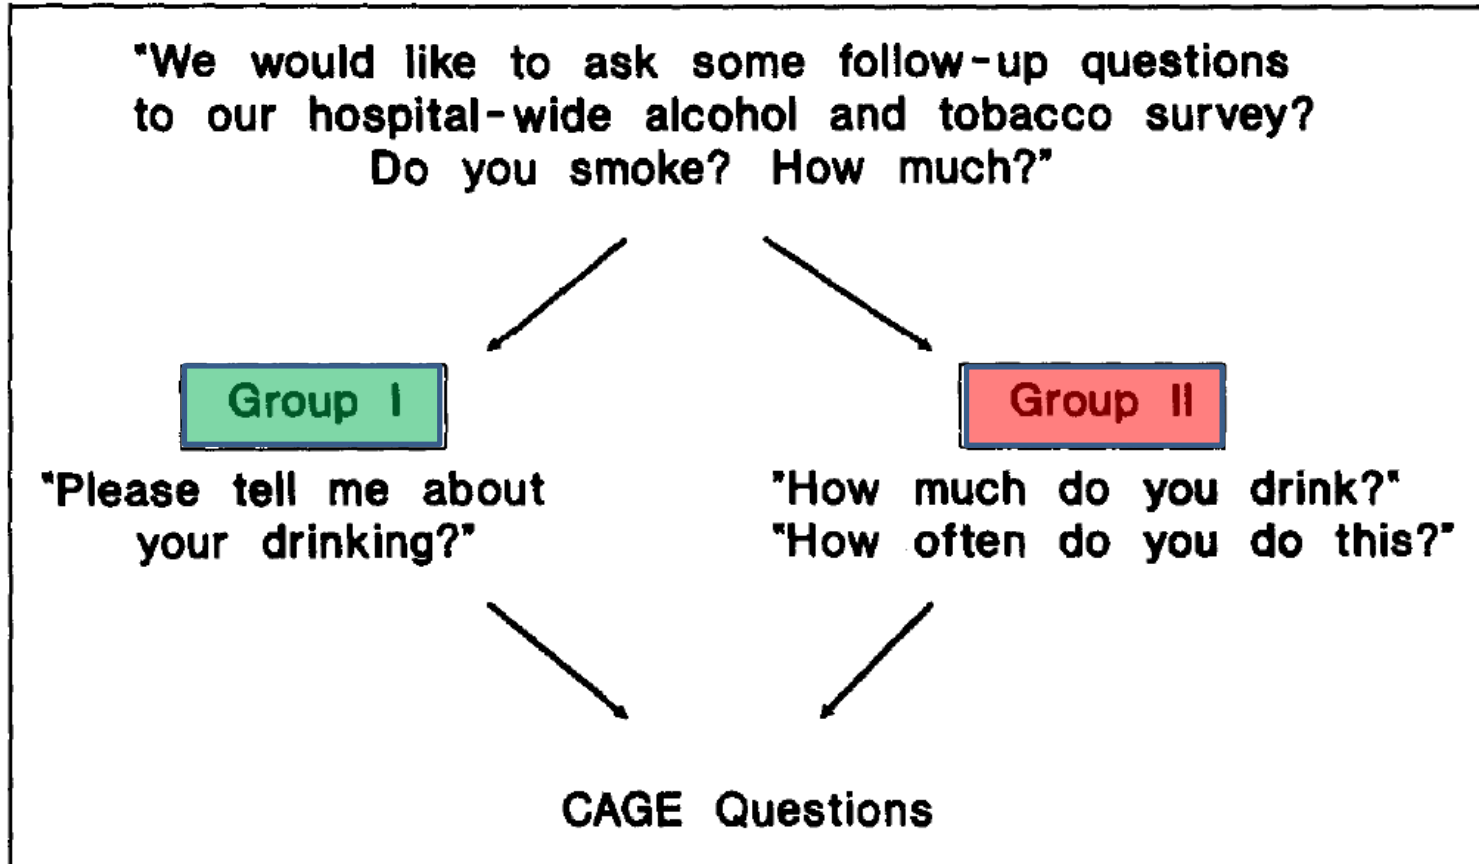 "We would like to ask some follow-up questions
to our hospital-wide alcohol and tobacco survey?
Do you smoke? How much?"
Group I
Group II
"Please tell me about
your drinking?"
"How much do you drink?"
"How often do you do this?"
CAGE Questions